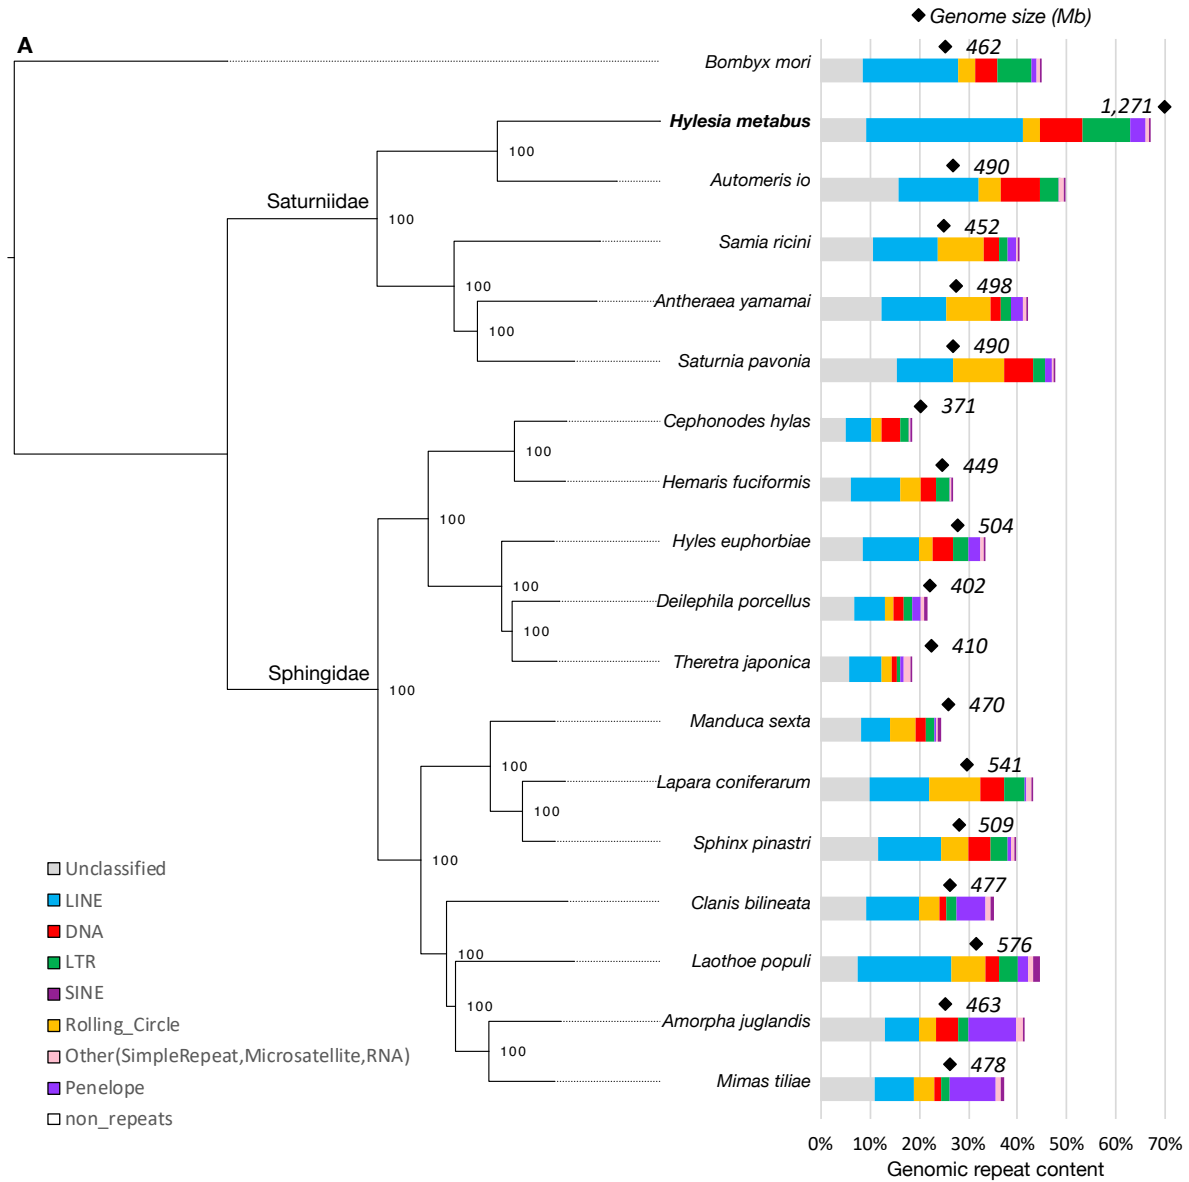 ◆ Genome size (Mb)
A
Bombyx mori
462
Hylesia metabus
1,271
100
Automeris io
490
Saturniidae
100
Samia ricini
452
100
Antheraea yamamai
498
100
Saturnia pavonia
490
Cephonodes hylas
371
100
Hemaris fuciformis
449
100
Hyles euphorbiae
504
100
Deilephila porcellus
402
100
Theretra japonica
410
Sphingidae
100
Manduca sexta
470
100
Lapara coniferarum
541
100
Sphinx pinastri
509
100
Clanis bilineata
477
100
Laothoe populi
576
100
Amorpha juglandis
463
100
Mimas tiliae
478
Unclassified
LINE
DNA
LTR
SINE
Rolling_Circle
Other(SimpleRepeat,Microsatellite,RNA)
Penelope
non_repeats
0% 10% 20% 30% 40% 50% 60% 70%
Genomic repeat content